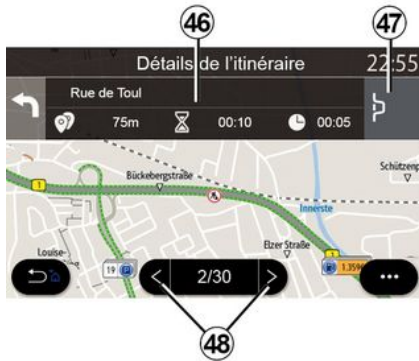 46
47
Détails de l'itinéraire
22:55
Rue de Toul
75m
00:10
00:05
Bückebergstraße
Schützenp
1
Innerste
Elzer Straße
Louise-
1
19 P
1.359
< 2/30 >
...
48